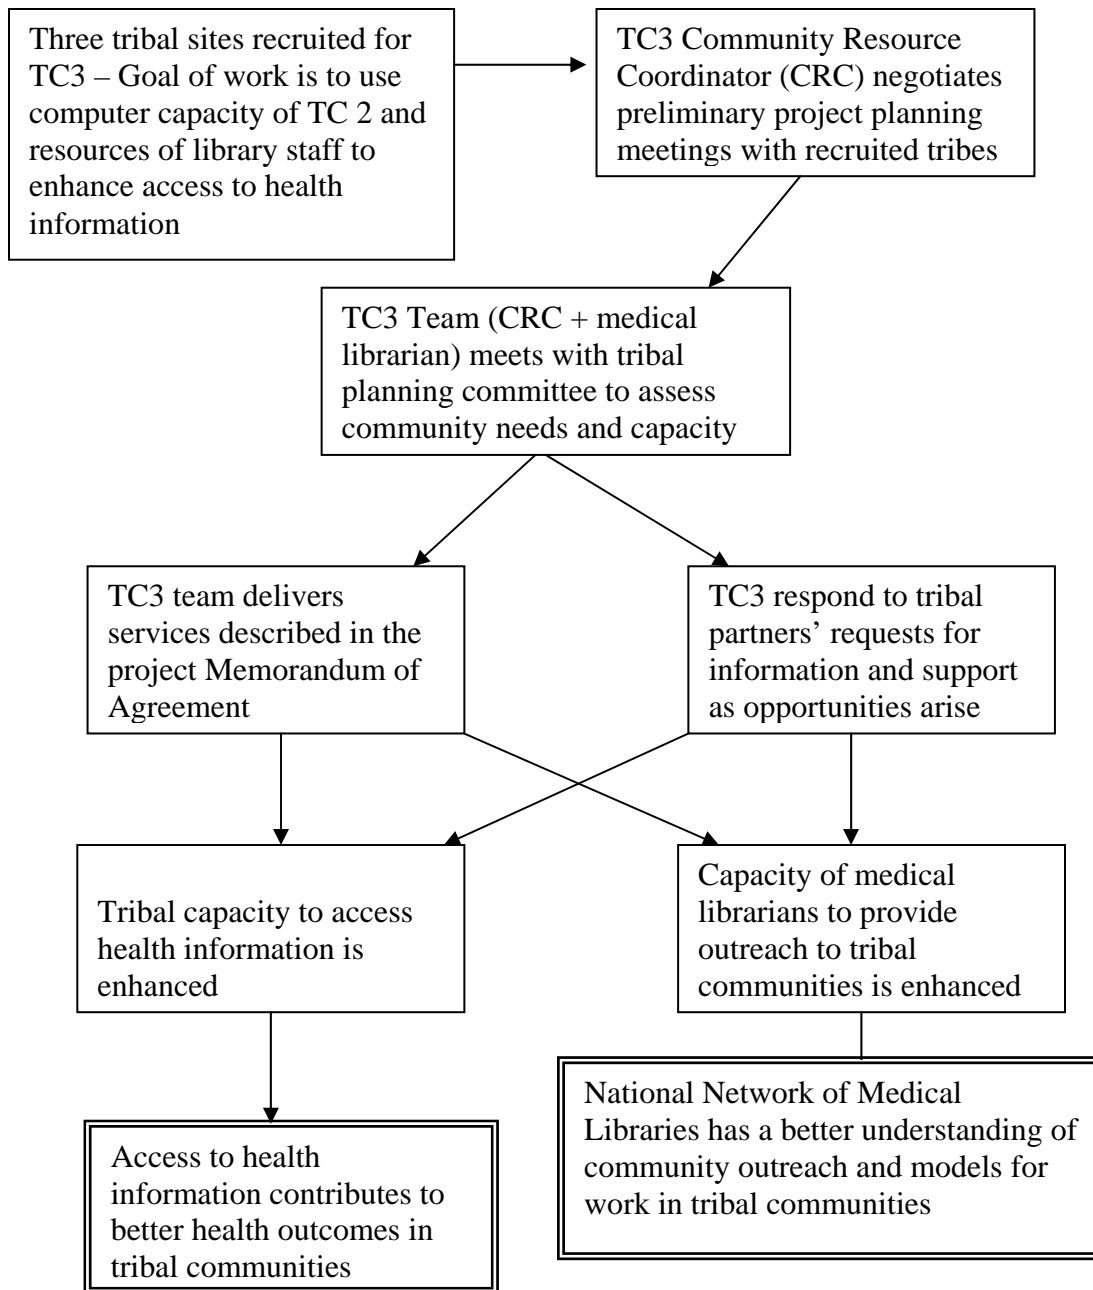 Three tribal sites recruited for
TC3 – Goal of work is to use
computer capacity of TC 2 and
resources of library staff to
enhance access to health
information
TC3 Community Resource
Coordinator (CRC) negotiates
preliminary project planning
meetings with recruited tribes
TC3 Team (CRC + medical
librarian) meets with tribal
planning committee to assess
community needs and capacity
TC3 team delivers
services described in the
project Memorandum of
Agreement
TC3 respond to tribal
partners’ requests for
information and support
as opportunities arise
Tribal capacity to access
health information is
enhanced
Capacity of medical
librarians to provide
outreach to tribal
communities is enhanced
Access to health
information contributes to
better health outcomes in
tribal communities
National Network of Medical
Libraries has a better understanding of
community outreach and models for
work in tribal communities